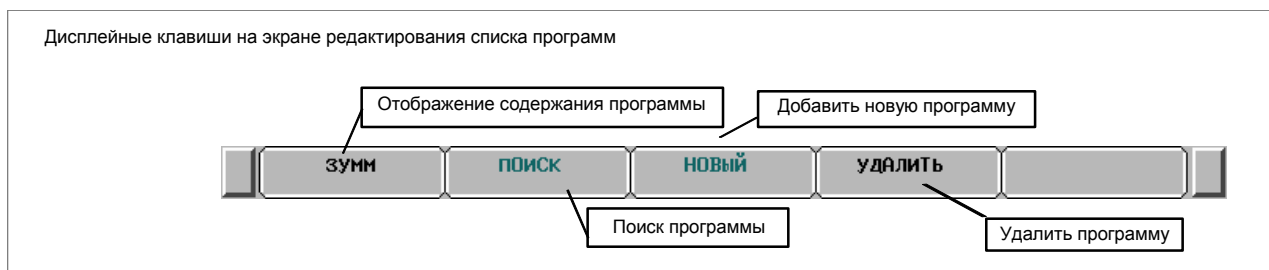 Дисплейные клавиши на экране редактирования списка программ
Отображение содержания программы
Добавить новую программу
ЗУММ ПОИСК НОВЫЙ УДАЛИТЬ
Поиск программы
Удалить программу